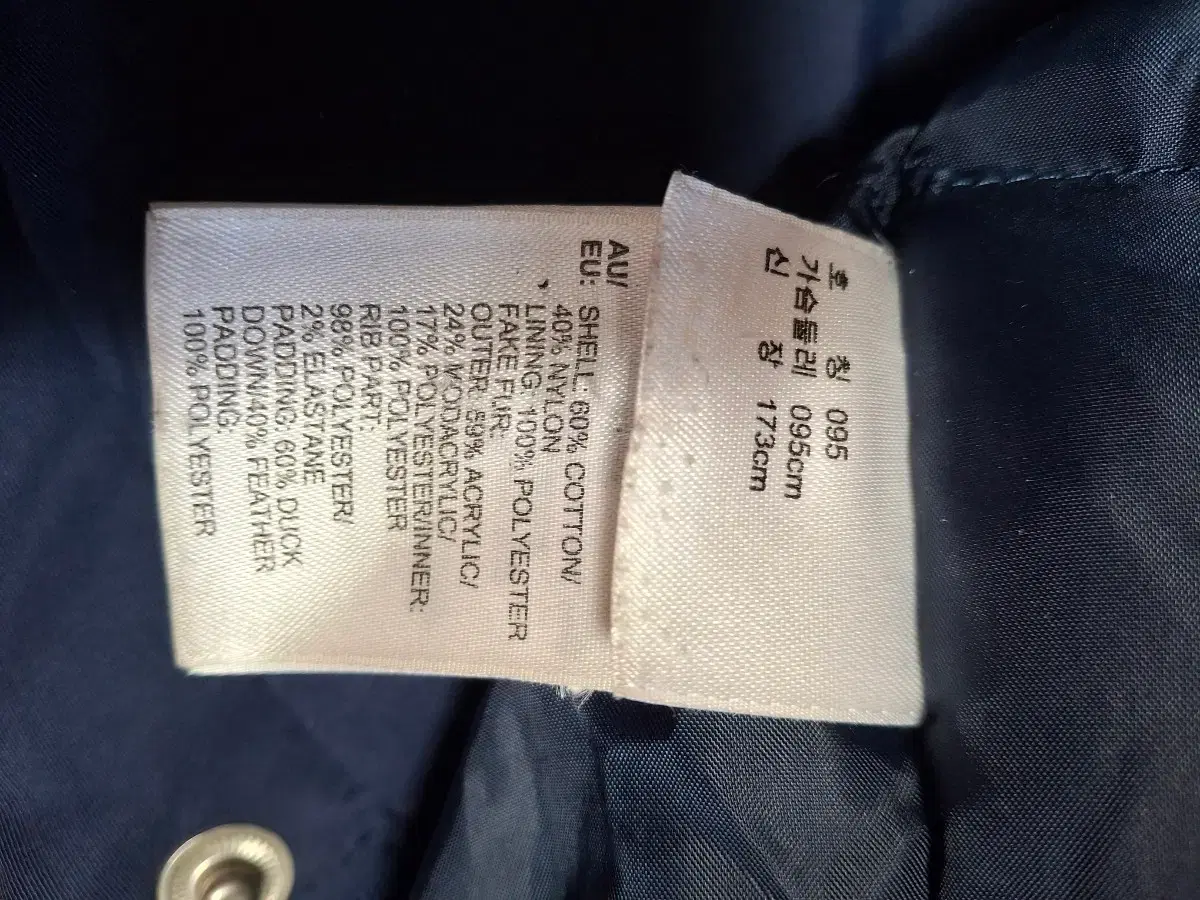 호 칭 095
가슴둘레 095cm
신 장 173cm
AU/
EU: SHELL: 60% COTTON/
40% NYLON
LINING: 100% POLYESTER
FAKE FUR:
OUTER: 59% ACRYLIC/
24% MODACRYLIC/
17% POLYESTER/INNER:
100% POLYESTER
RIB PART:
98% POLYESTER/
2% ELASTANE
PADDING: 60% DUCK
DOWN/40% FEATHER
PADDING:
100% POLYESTER